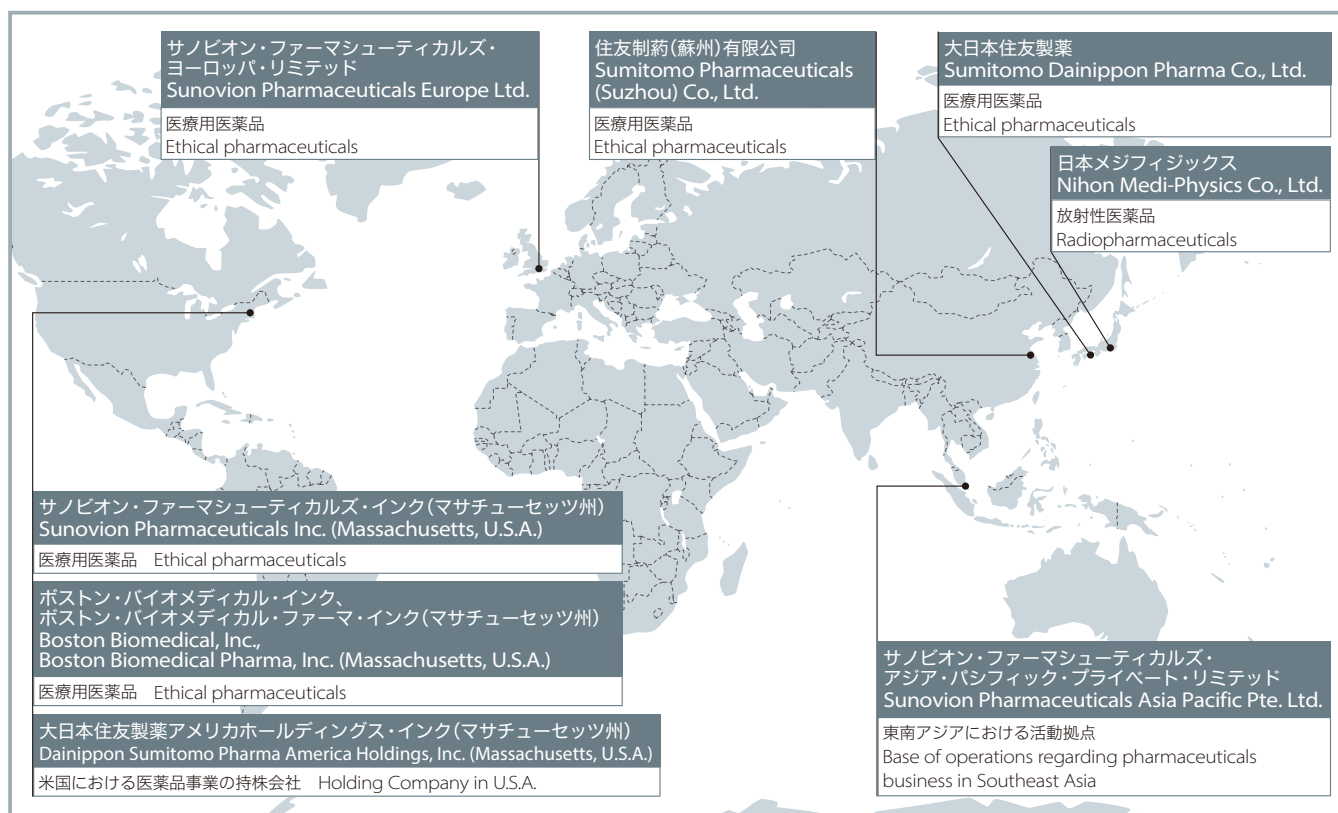 サノビオン・ファーマシューティカルズ・
ヨーロッパ・リミテッド
Sunovion Pharmaceuticals Europe Ltd.
医療用医薬品
Ethical pharmaceuticals
住友制葯(蘇州)有限公司
Sumitomo Pharmaceuticals
(Suzhou) Co., Ltd.
医療用医薬品
Ethical pharmaceuticals
大日本住友製薬
Sumitomo Dainippon Pharma Co., Ltd.
医療用医薬品
Ethical pharmaceuticals
日本メジフィジックス
Nihon Medi-Physics Co., Ltd.
放射性医薬品
Radiopharmaceuticals
サノビオン・ファーマシューティカルズ・インク(マサチューセッツ州)
Sunovion Pharmaceuticals Inc. (Massachusetts, U.S.A.)
医療用医薬品 Ethical pharmaceuticals
ボストン・バイオメディカル・インク、
ボストン・バイオメディカル・ファーマ・インク(マサチューセッツ州)
Boston Biomedical, Inc.,
Boston Biomedical Pharma, Inc. (Massachusetts, U.S.A.)
医療用医薬品 Ethical pharmaceuticals
大日本住友製薬アメリカホールディングス・インク(マサチューセッツ州)
Dainippon Sumitomo Pharma America Holdings, Inc. (Massachusetts, U.S.A.)
米国における医薬品事業の持株会社 Holding Company in U.S.A.
サノビオン・ファーマシューティカルズ・
アジア・パシフィック・プライベート・リミテッド
Sunovion Pharmaceuticals Asia Pacific Pte. Ltd.
東南アジアにおける活動拠点
Base of operations regarding pharmaceuticals
business in Southeast Asia